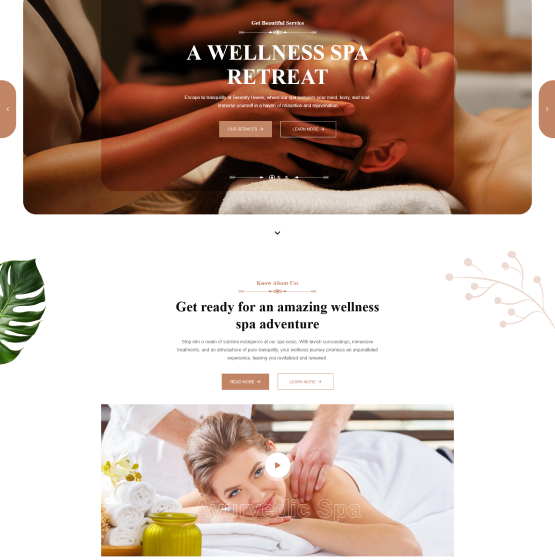 Get Beautiful Service
A WELLNESS SPA
RETREAT
Escape to tranquility at Serenity Haven, where our spa pampers your mind, body, and soul.
Immerse yourself in a haven of relaxation and rejuvenation.
OUR SERVICES →
LEARN MORE →
Know About Us
Get ready for an amazing wellness
spa adventure
Step into a realm of sublime indulgence at our spa oasis. With lavish surroundings, immersive
treatments, and an atmosphere of pure tranquility, your wellness journey promises an unparalleled
experience, leaving you revitalized and renewed
READ MORE →
LEARN MORE →
Ayurvedic Spa